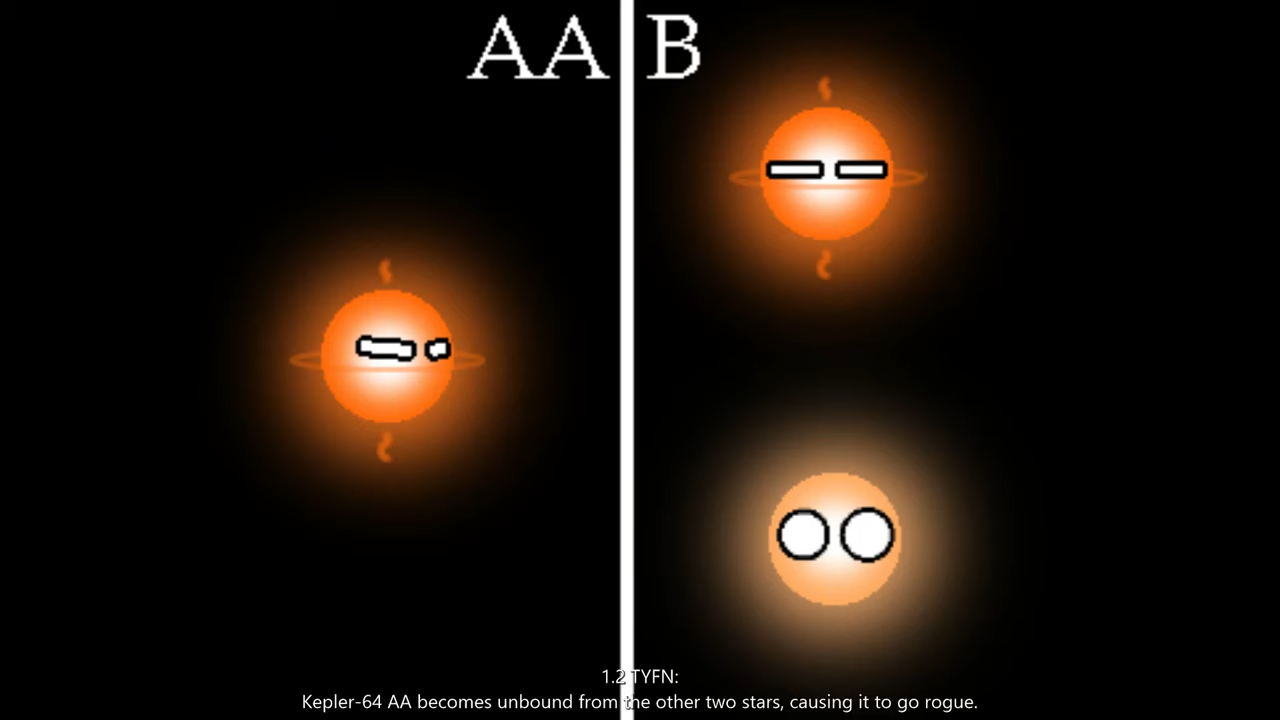 AA B
1.2 TYFN:
Kepler-64 AA becomes unbound from the other two stars, causing it to go rogue.